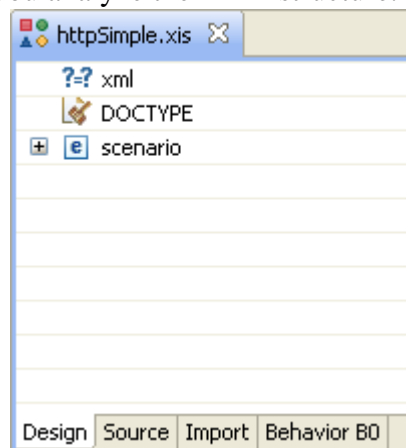 httpSimple.xis
?=? xml
DOCTYPE
e scenario
Design Source Import Behavior B0